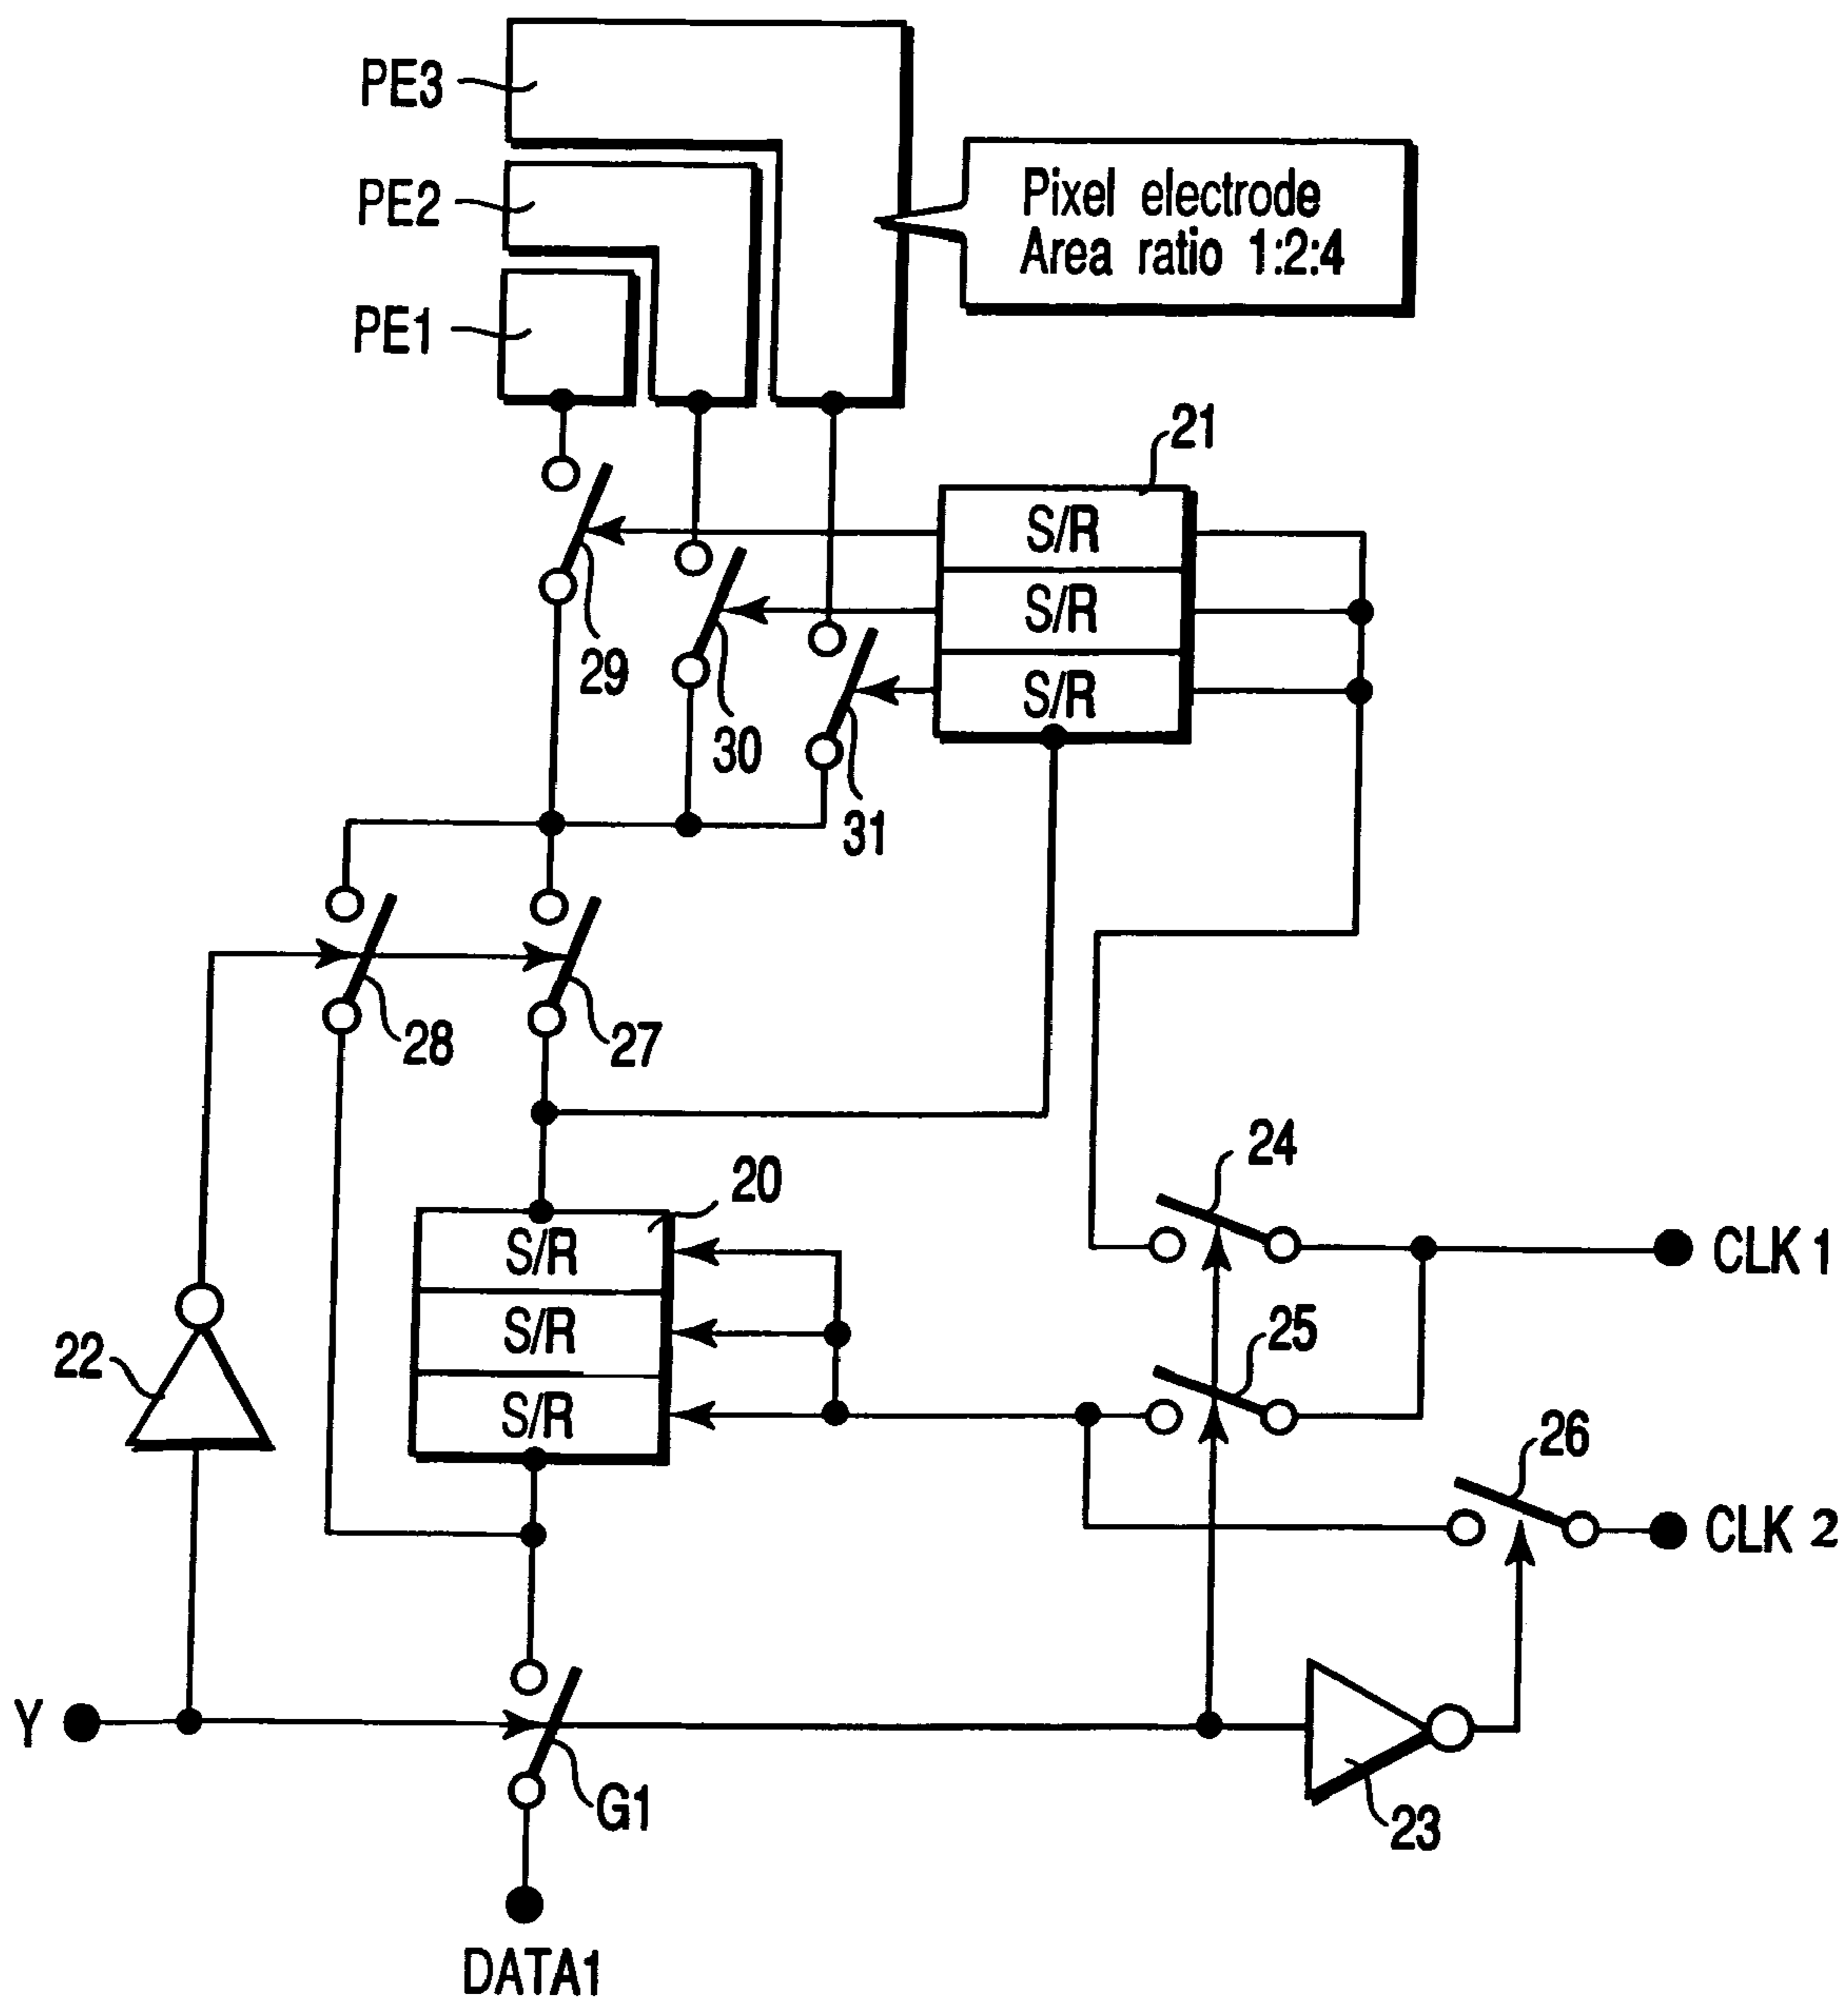 PE3
PE2
Pixel electrode
Area ratio 1:2:4
PE1
21
S/R
S/R
S/R
29
30
31
28
27
24
20
S/R
S/R
S/R
CLK 1
25
22
26
CLK 2
Y
G1
23
DATA1